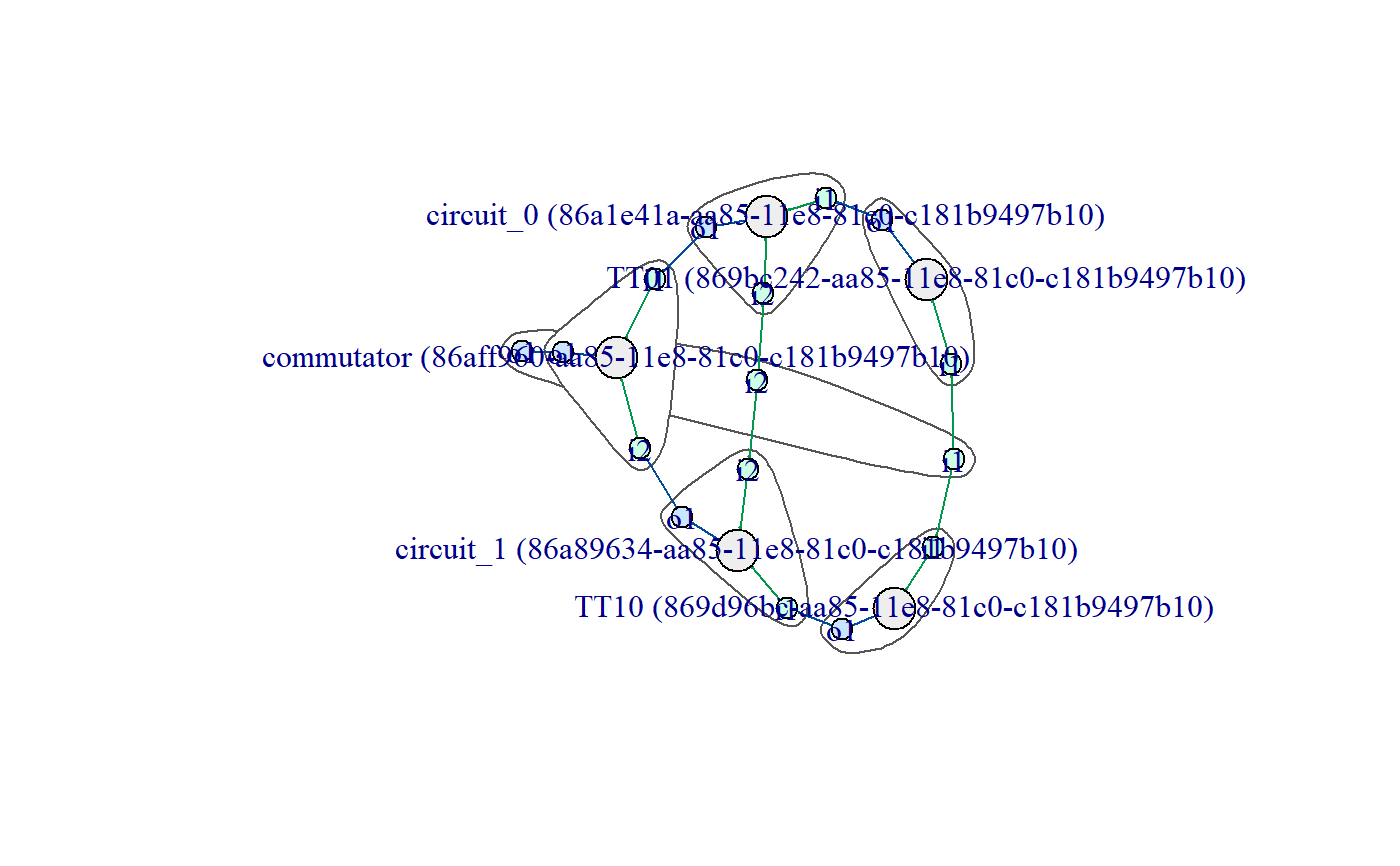 i1
circuit_0 (86a1e41a-aa85-11e8-81c0-c181b9497b10)
o1
o1
TT01 (869bc242-aa85-11e8-81c0-c181b9497b10)
i1
i2
commutator (86aff960-aa85-11e8-81c0-c181b9497b10)
o1
o1
i1
i2
i2
i1
i2
o1
circuit_1 (86a89634-aa85-11e8-81c0-c181b9497b10)
i1
TT10 (869d96bc-aa85-11e8-81c0-c181b9497b10)
i1
o1